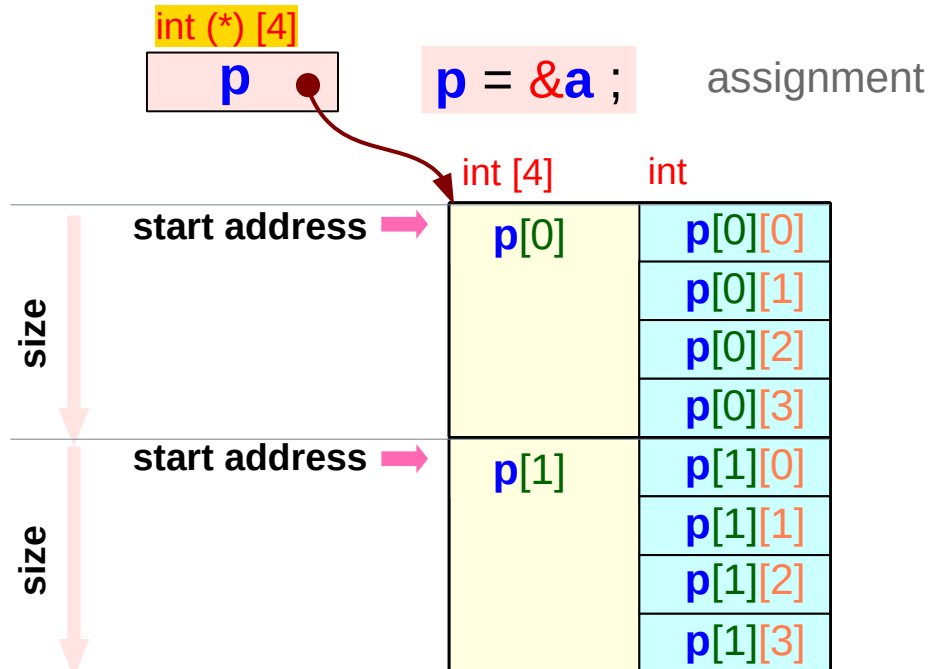 int (*) [4]
p
p = &a ;
assignment
int [4]
int
start address
p[0]
p[0][0]
p[0][1]
size
p[0][2]
p[0][3]
start address
p[1]
p[1][0]
p[1][1]
size
p[1][2]
p[1][3]